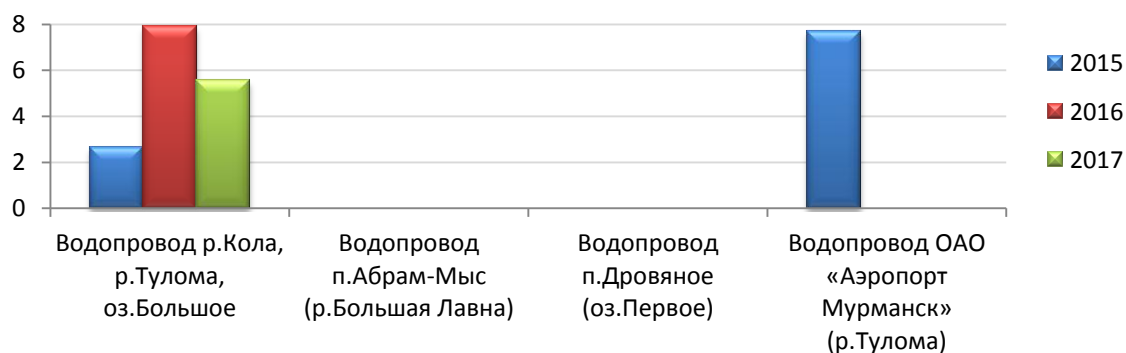 8
6
4
2
0
2015
2016
2017
Водопровод р.Кола,
р.Тулома,
оз.Большое
Водопровод
п.Абрам-Мыс
(р.Большая Лавна)
Водопровод
п.Дровяное
(оз.Первое)
Водопровод ОАО
«Аэропорт
Мурманск»
(р.Тулома)